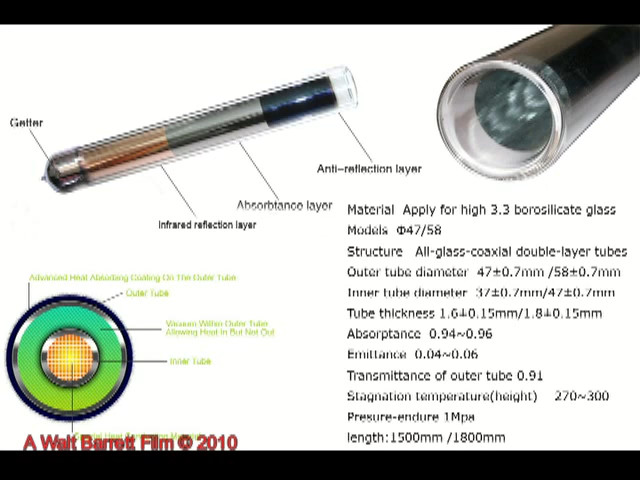 Getter
Anti-reflection layer
Absorbtance layer
Infrared reflection layer
Material Apply for high 3.3 borosilicate glass
Models Φ47/58
Structure All-glass-coaxial double-layer tubes
Outer tube diameter 47±0.7mm /58±0.7mm
Inner tube diameter 37±0.7mm/47±0.7mm
Tube thickness 1.6±0.15mm/1.8±0.15mm
Absorptance 0.94~0.96
Emittance 0.04~0.06
Transmittance of outer tube 0.91
Stagnation temperature(height) 270~300
Presure-endure 1Mpa
length:1500mm /1800mm
Advanced Heat Absorbing Coating On The Outer Tube
Outer Tube
Vacuum Within Outer Tube
Allowing Heat In But Not Out
Inner Tube
A Walt Barrett Film © 2010